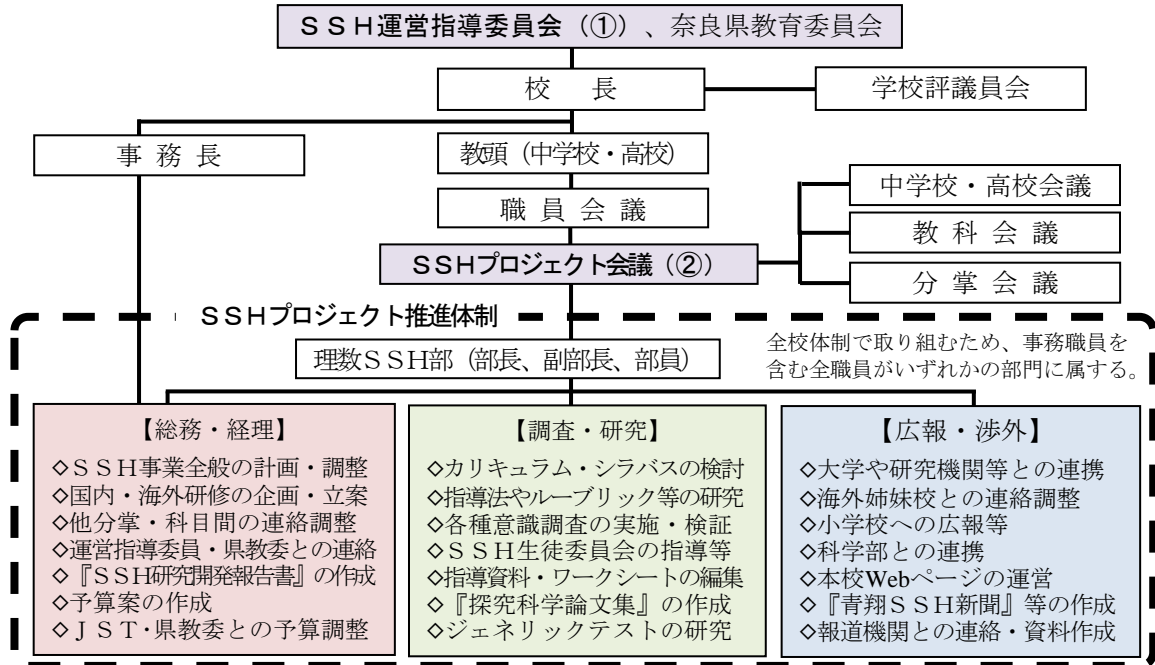 ＳＳＨ運営指導委員会（①）、奈良県教育委員会
校　長
学校評議員会
事 務 長
教頭（中学校・高校）
職 員 会 議
中学校・高校会議
教 科 会 議
分 掌 会 議
ＳＳＨプロジェクト会議（②）
ＳＳＨプロジェクト推進体制
全校体制で取り組むため、事務職員を
含む全職員がいずれかの部門に属する。
理数ＳＳＨ部（部長、副部長、部員）
【総務・経理】
◇ＳＳＨ事業全般の計画・調整
◇国内・海外研修の企画・立案
◇他分掌・科目間の連絡調整
◇運営指導委員・県教委との連絡
◇『ＳＳＨ研究開発報告書』の作成
◇予算案の作成
◇ＪＳＴ・県教委との予算調整
【調査・研究】
◇カリキュラム・シラバスの検討
◇指導法やルーブリック等の研究
◇各種意識調査の実施・検証
◇ＳＳＨ生徒委員会の指導等
◇指導資料・ワークシートの編集
◇『探究科学論文集』の作成
◇ジェネリックテストの研究
【広報・渉外】
◇大学や研究機関等との連携
◇海外姉妹校との連絡調整
◇小学校への広報等
◇科学部との連携
◇本校Webページの運営
◇『青翔ＳＳＨ新聞』等の作成
◇報道機関との連絡・資料作成